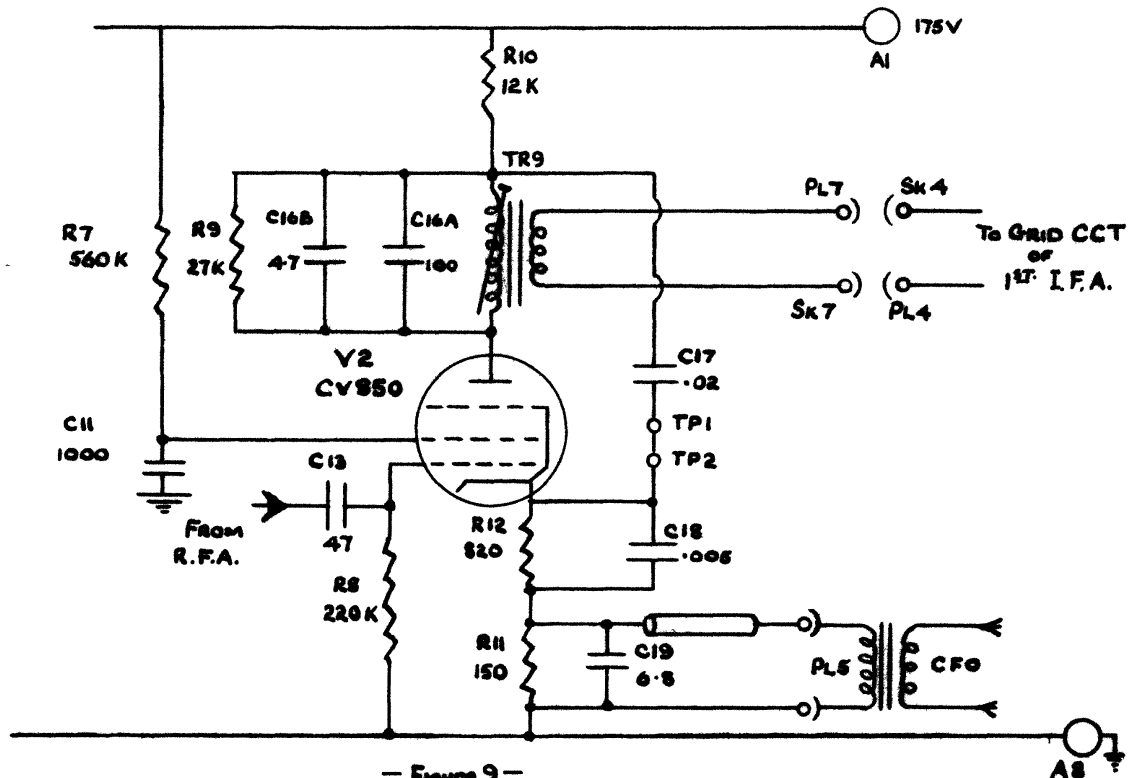 175V
A1
R10
12K
TR9
PL7
SK4
C16B
C16A
R7
560K
R9
27K
47
100
To GRID CCT
OF
1ST. I.F.A.
SK7
PL4
V2
CV850
C17
.02
C11
1000
TP1
TP2
C13
FROM
R.F.A.
47
R12
820
C18
.005
R8
220K
R11
150
C19
6.8
PL5
CFO
A8
— Figure 9 —